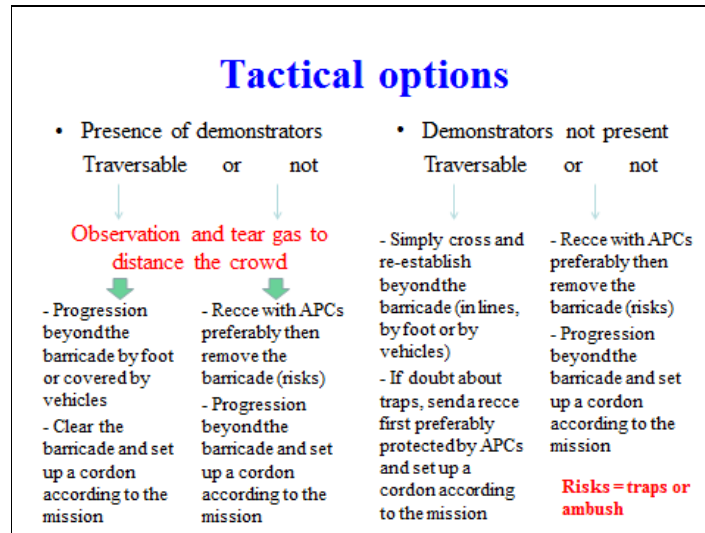 Tactical options
• Presence of demonstrators
Traversable or not
Observation and tear gas to
distance the crowd
- Progression
beyond the
barricade by foot
or covered by
vehicles
- Clear the
barricade and set
up a cordon
according to the
mission
- Recce with APCs
preferably then
remove the
barricade (risks)
- Progression
beyond the
barricade and set
up a cordon
according to the
mission
• Demonstrators not present
Traversable or not
- Simply cross and
re-establish
beyond the
barricade (in lines,
by foot or by
vehicles)
- If doubt about
traps, send a recce
first preferably
protected by APCs
and set up a
cordon according
to the mission
- Recce with APCs
preferably then
remove the
barricade (risks)
- Progression
beyond the
barricade and set
up a cordon
according to the
mission
Risks = traps or
ambush